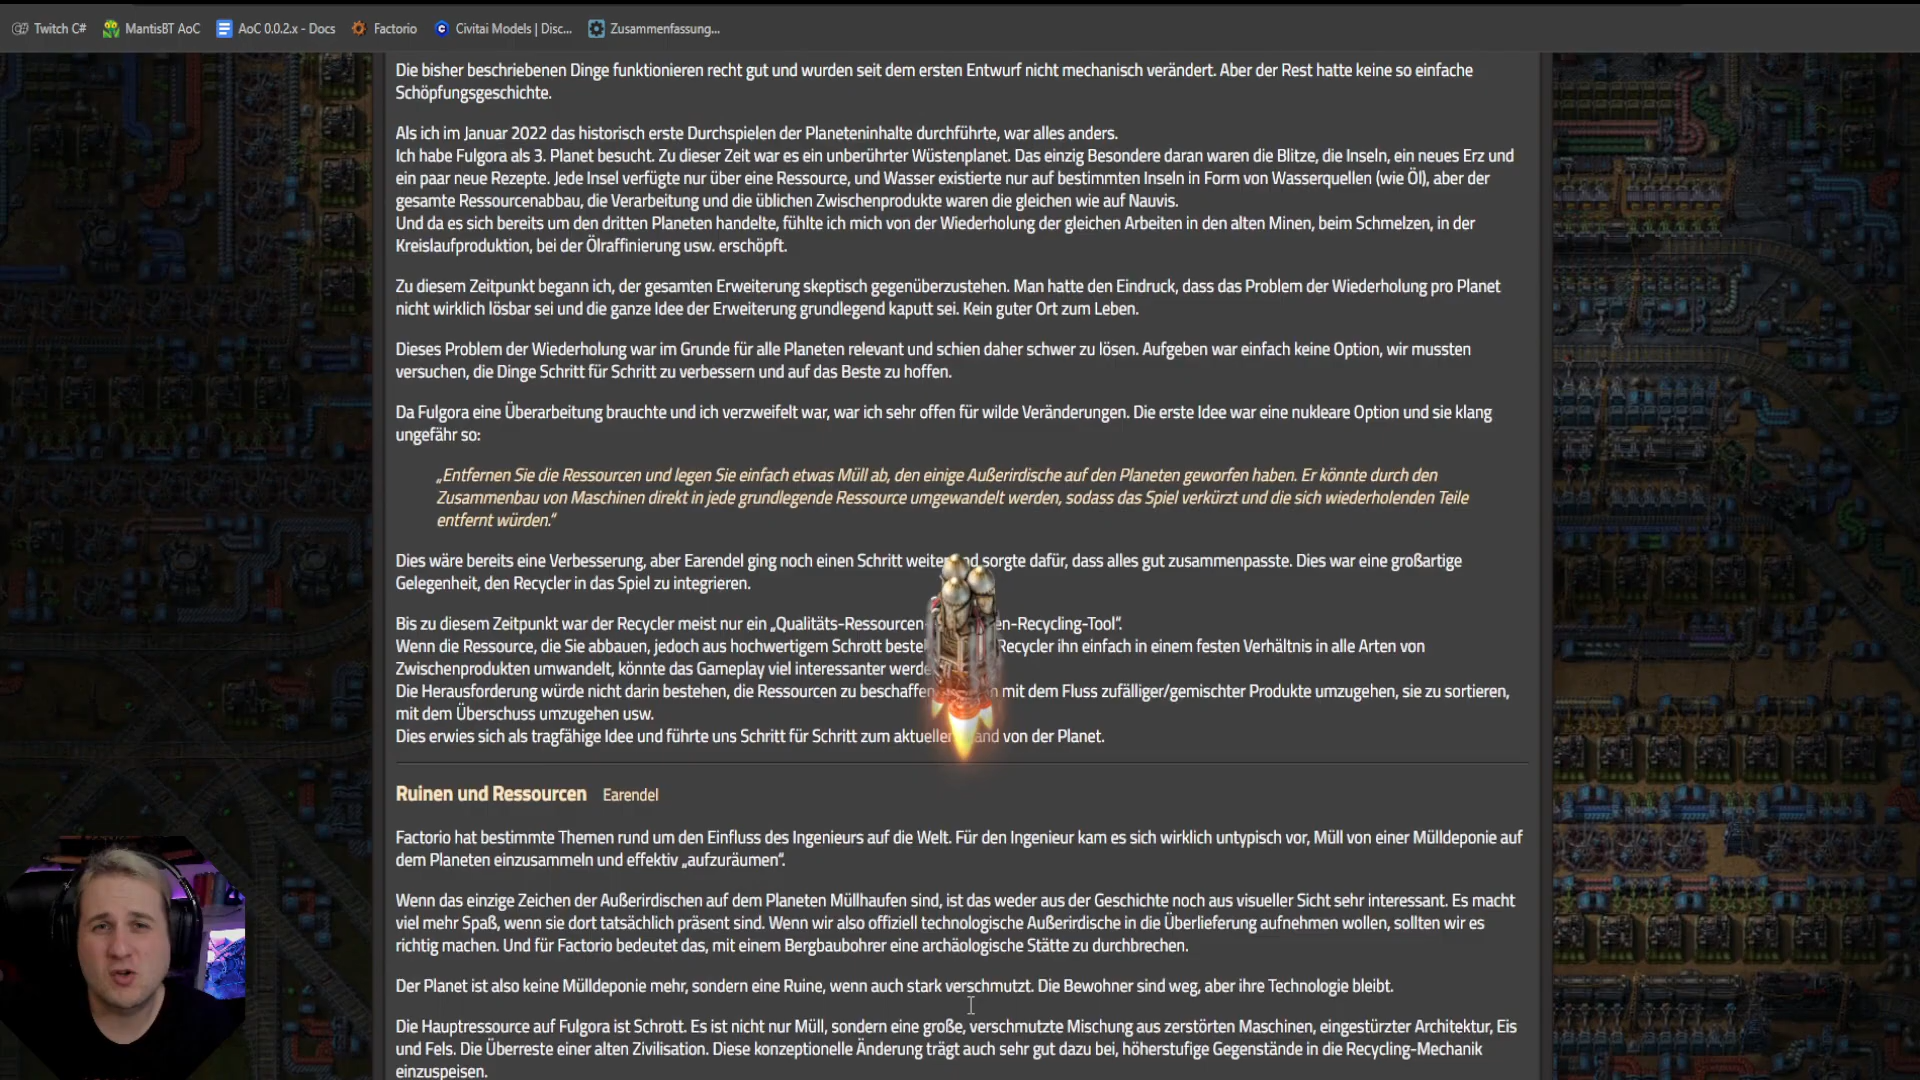 Twitch C# MantisBT AoC AoC 0.0.2.x - Docs Factorio Civitai Models | Disc... Zusammenfassung...
Die bisher beschriebenen Dinge funktionieren recht gut und wurden seit dem ersten Entwurf nicht mechanisch verändert. Aber der Rest hatte keine so einfache
Schöpfungsgeschichte.
Als ich im Januar 2022 das historisch erste Durchspielen der Planeteninhalte durchführte, war alles anders.
Ich habe Fulgora als 3. Planet besucht. Zu dieser Zeit war es ein unberührter Wüstenplanet. Das einzig Besondere daran waren die Blitze, die Inseln, ein neues Erz und
ein paar neue Rezepte. Jede Insel verfügte nur über eine Ressource, und Wasser existierte nur auf bestimmten Inseln in Form von Wasserquellen (wie Öl), aber der
gesamte Ressourcenabbau, die Verarbeitung und die üblichen Zwischenprodukte waren die gleichen wie auf Nauvis.
Und da es sich bereits um den dritten Planeten handelte, fühlte ich mich von der Wiederholung der gleichen Arbeiten in den alten Minen, beim Schmelzen, in der
Kreislaufproduktion, bei der Ölraffinierung usw. erschöpft.
Zu diesem Zeitpunkt begann ich, der gesamten Erweiterung skeptisch gegenüberzustehen. Man hatte den Eindruck, dass das Problem der Wiederholung pro Planet
nicht wirklich lösbar sei und die ganze Idee der Erweiterung grundlegend kaputt sei. Kein guter Ort zum Leben.
Dieses Problem der Wiederholung war im Grunde für alle Planeten relevant und schien daher schwer zu lösen. Aufgeben war einfach keine Option, wir mussten
versuchen, die Dinge Schritt für Schritt zu verbessern und auf das Beste zu hoffen.
Da Fulgora eine Überarbeitung brauchte und ich verzweifelt war, war ich sehr offen für wilde Veränderungen. Die erste Idee war eine nukleare Option und sie klang
ungefähr so:
„Entfernen Sie die Ressourcen und legen Sie einfach etwas Müll ab, den einige Außerirdische auf den Planeten geworfen haben. Er könnte durch den
Zusammenbau von Maschinen direkt in jede grundlegende Ressource umgewandelt werden, sodass das Spiel verkürzt und die sich wiederholenden Teile
entfernt würden.“
Dies wäre bereits eine Verbesserung, aber Earendel ging noch einen Schritt weiter nd sorgte dafür, dass alles gut zusammenpasste. Dies war eine großartige
Gelegenheit, den Recycler in das Spiel zu integrieren.
Bis zu diesem Zeitpunkt war der Recycler meist nur ein „Qualitäts-Ressourcen- en-Recycling-Tool“.
Wenn die Ressource, die Sie abbauen, jedoch aus hochwertigem Schrott beste Recycler ihn einfach in einem festen Verhältnis in alle Arten von
Zwischenprodukten umwandelt, könnte das Gameplay viel interessanter werde
Die Herausforderung würde nicht darin bestehen, die Ressourcen zu beschaffen n mit dem Fluss zufälliger/gemischter Produkte umzugehen, sie zu sortieren,
mit dem Überschuss umzugehen usw.
Dies erwies sich als tragfähige Idee und führte uns Schritt für Schritt zum aktuellen and von der Planet.
Ruinen und Ressourcen Earendel
Factorio hat bestimmte Themen rund um den Einfluss des Ingenieurs auf die Welt. Für den Ingenieur kam es sich wirklich untypisch vor, Müll von einer Mülldeponie auf
dem Planeten einzusammeln und effektiv „aufzuräumen“.
Wenn das einzige Zeichen der Außerirdischen auf dem Planeten Müllhaufen sind, ist das weder aus der Geschichte noch aus visueller Sicht sehr interessant. Es macht
viel mehr Spaß, wenn sie dort tatsächlich präsent sind. Wenn wir also offiziell technologische Außerirdische in die Überlieferung aufnehmen wollen, sollten wir es
richtig machen. Und für Factorio bedeutet das, mit einem Bergbaubohrer eine archäologische Stätte zu durchbrechen.
Der Planet ist also keine Mülldeponie mehr, sondern eine Ruine, wenn auch stark verschmutzt. Die Bewohner sind weg, aber ihre Technologie bleibt.
Die Hauptressource auf Fulgora ist Schrott. Es ist nicht nur Müll, sondern eine große, verschmutzte Mischung aus zerstörten Maschinen, eingestürzter Architektur, Eis
und Fels. Die Überreste einer alten Zivilisation. Diese konzeptionelle Änderung trägt auch sehr gut dazu bei, höherstufige Gegenstände in die Recycling-Mechanik
einzuspeisen.